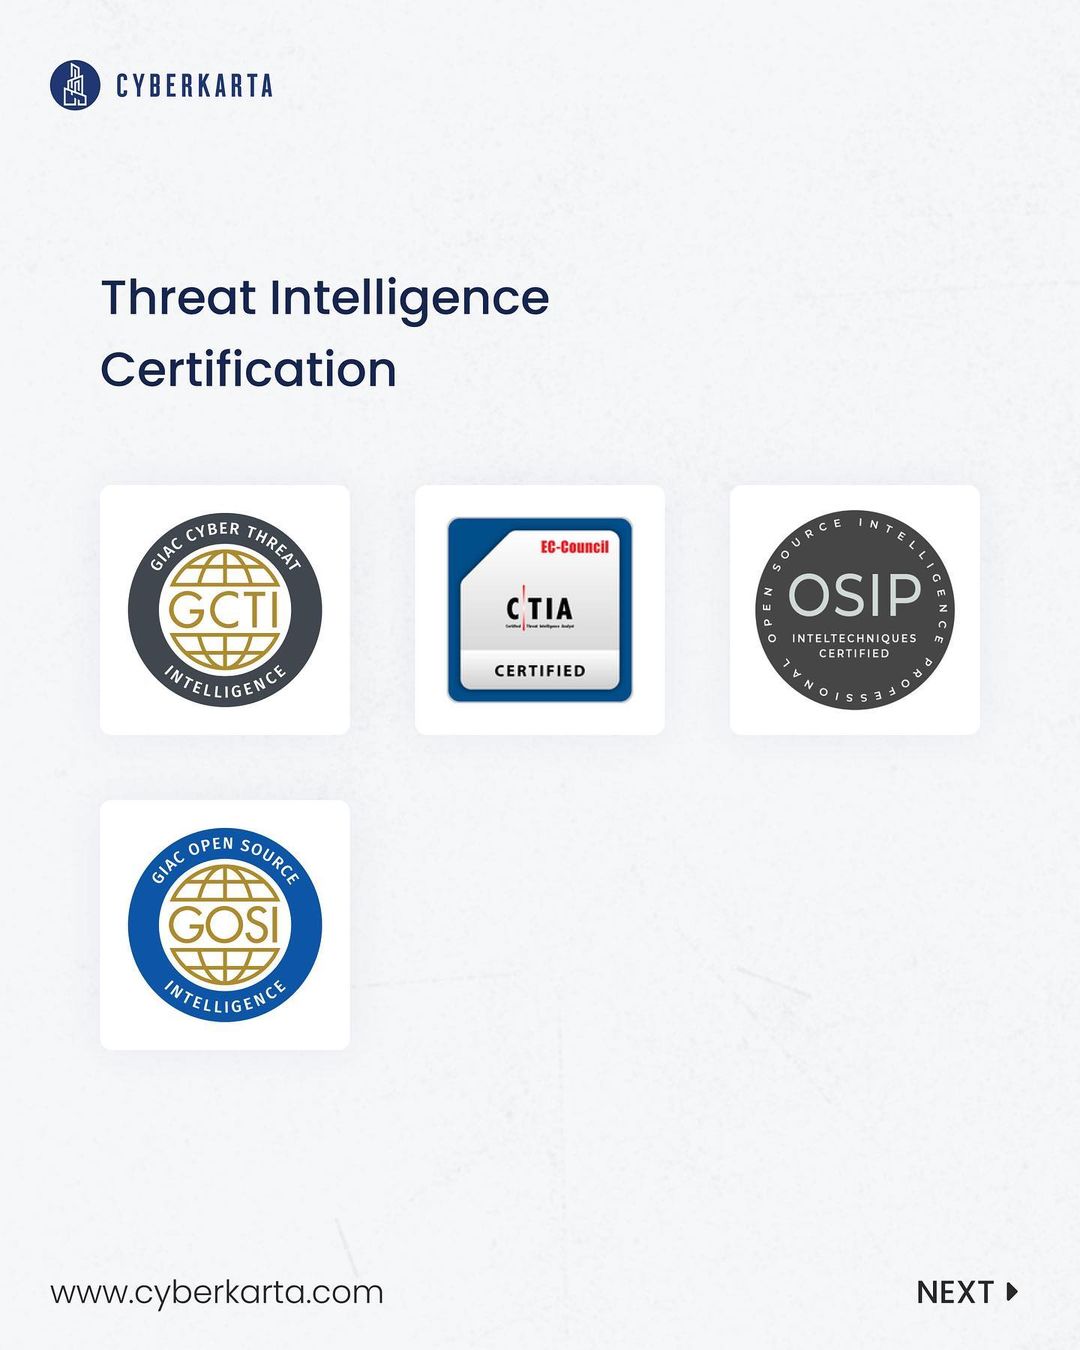 CYBERKARTA
Threat Intelligence
Certification
GIAC CYBER THREAT
GCTI
INTELLIGENCE
EC-Council
C|TIA
Certified Threat Intelligence Analyst
CERTIFIED
OPEN SOURCE INTELLIGENCE PROFESSIONAL
OSIP
INTELTECHNIQUES
CERTIFIED
GIAC OPEN SOURCE
GOSI
INTELLIGENCE
www.cyberkarta.com
NEXT